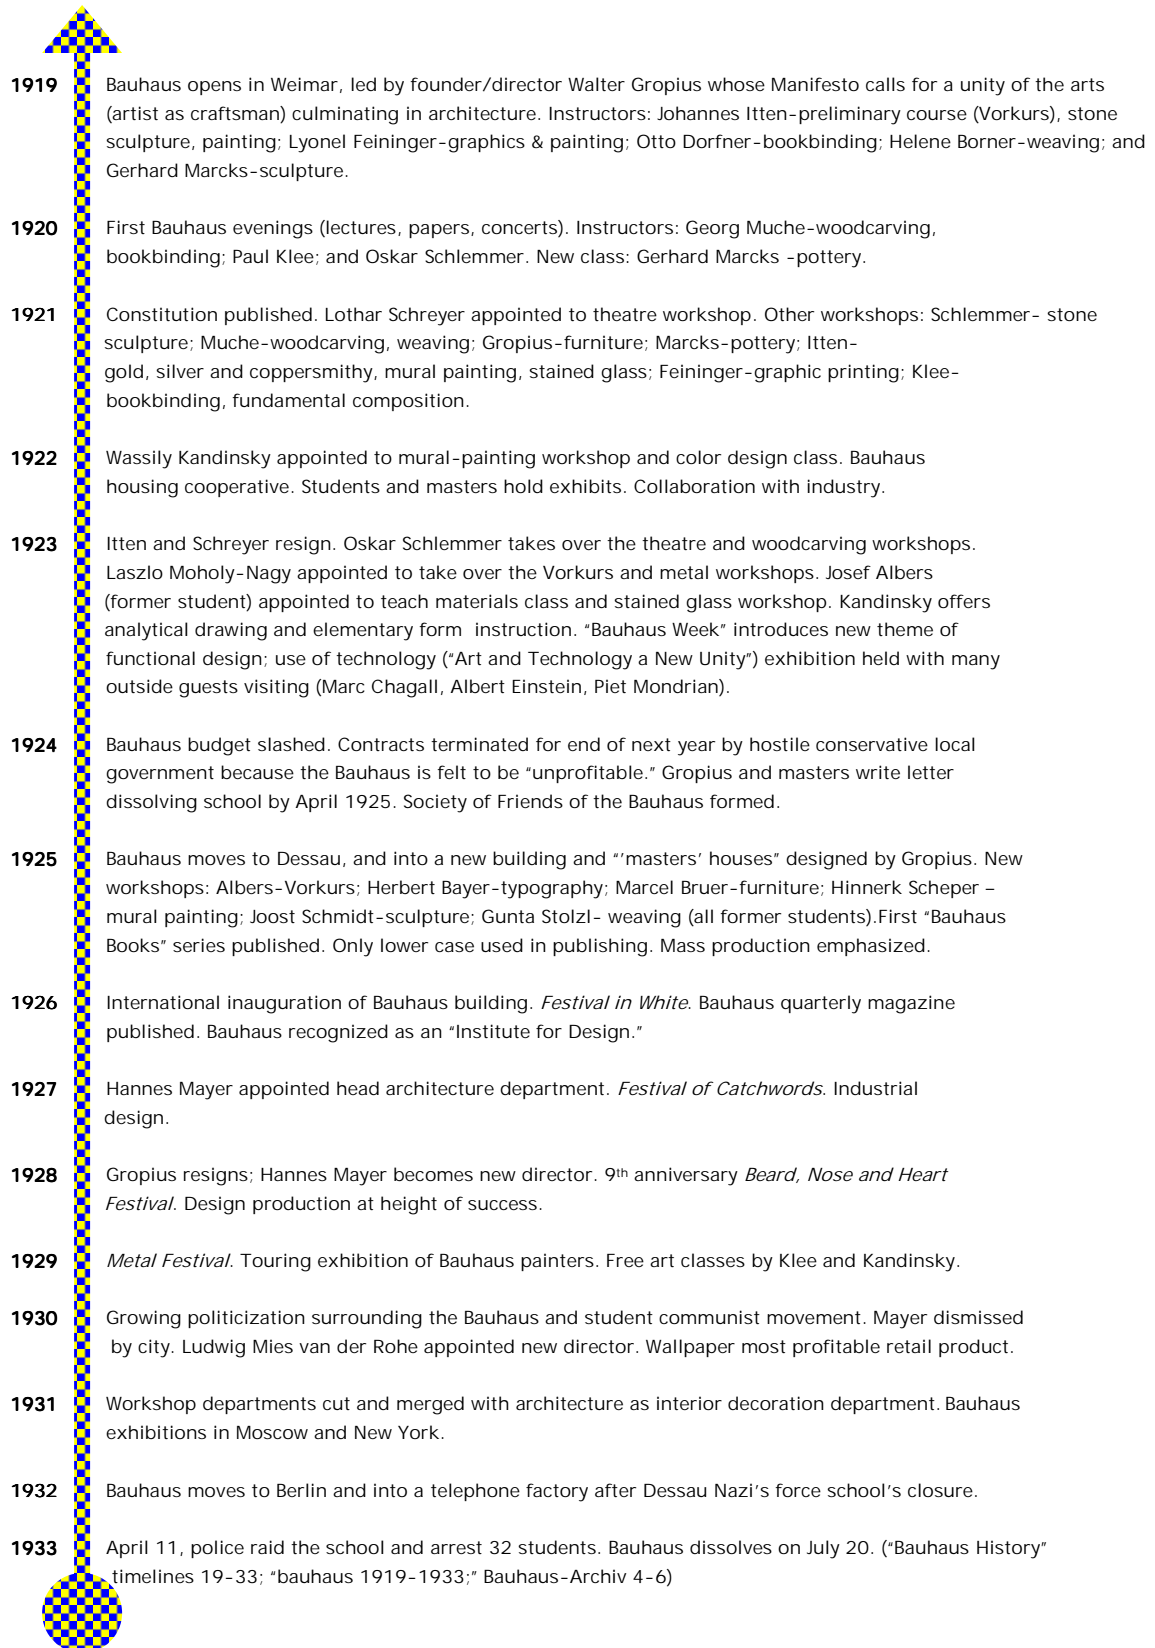 1919 Bauhaus opens in Weimar, led by founder/director Walter Gropius whose Manifesto calls for a unity of the arts
(artist as craftsman) culminating in architecture. Instructors: Johannes Itten-preliminary course (Vorkurs), stone
sculpture, painting; Lyonel Feininger-graphics & painting; Otto Dorfner-bookbinding; Helene Borner-weaving; and
Gerhard Marcks-sculpture.
1920 First Bauhaus evenings (lectures, papers, concerts). Instructors: Georg Muche-woodcarving,
bookbinding; Paul Klee; and Oskar Schlemmer. New class: Gerhard Marcks -pottery.
1921 Constitution published. Lothar Schreyer appointed to theatre workshop. Other workshops: Schlemmer- stone
sculpture; Muche-woodcarving, weaving; Gropius-furniture; Marcks-pottery; Itten-
gold, silver and coppersmithy, mural painting, stained glass; Feininger-graphic printing; Klee-
bookbinding, fundamental composition.
1922 Wassily Kandinsky appointed to mural-painting workshop and color design class. Bauhaus
housing cooperative. Students and masters hold exhibits. Collaboration with industry.
1923 Itten and Schreyer resign. Oskar Schlemmer takes over the theatre and woodcarving workshops.
Laszlo Moholy-Nagy appointed to take over the Vorkurs and metal workshops. Josef Albers
(former student) appointed to teach materials class and stained glass workshop. Kandinsky offers
analytical drawing and elementary form instruction. “Bauhaus Week” introduces new theme of
functional design; use of technology (“Art and Technology a New Unity”) exhibition held with many
outside guests visiting (Marc Chagall, Albert Einstein, Piet Mondrian).
1924 Bauhaus budget slashed. Contracts terminated for end of next year by hostile conservative local
government because the Bauhaus is felt to be “unprofitable.” Gropius and masters write letter
dissolving school by April 1925. Society of Friends of the Bauhaus formed.
1925 Bauhaus moves to Dessau, and into a new building and “’masters’ houses” designed by Gropius. New
workshops: Albers-Vorkurs; Herbert Bayer-typography; Marcel Bruer-furniture; Hinnerk Scheper –
mural painting; Joost Schmidt-sculpture; Gunta Stolzl- weaving (all former students).First “Bauhaus
Books” series published. Only lower case used in publishing. Mass production emphasized.
1926 International inauguration of Bauhaus building. Festival in White. Bauhaus quarterly magazine
published. Bauhaus recognized as an “Institute for Design.”
1927 Hannes Mayer appointed head architecture department. Festival of Catchwords. Industrial
design.
1928 Gropius resigns; Hannes Mayer becomes new director. 9th anniversary Beard, Nose and Heart
Festival. Design production at height of success.
1929 Metal Festival. Touring exhibition of Bauhaus painters. Free art classes by Klee and Kandinsky.
1930 Growing politicization surrounding the Bauhaus and student communist movement. Mayer dismissed
by city. Ludwig Mies van der Rohe appointed new director. Wallpaper most profitable retail product.
1931 Workshop departments cut and merged with architecture as interior decoration department. Bauhaus
exhibitions in Moscow and New York.
1932 Bauhaus moves to Berlin and into a telephone factory after Dessau Nazi’s force school’s closure.
1933 April 11, police raid the school and arrest 32 students. Bauhaus dissolves on July 20. (“Bauhaus History”
timelines 19-33; “bauhaus 1919-1933;” Bauhaus-Archiv 4-6)